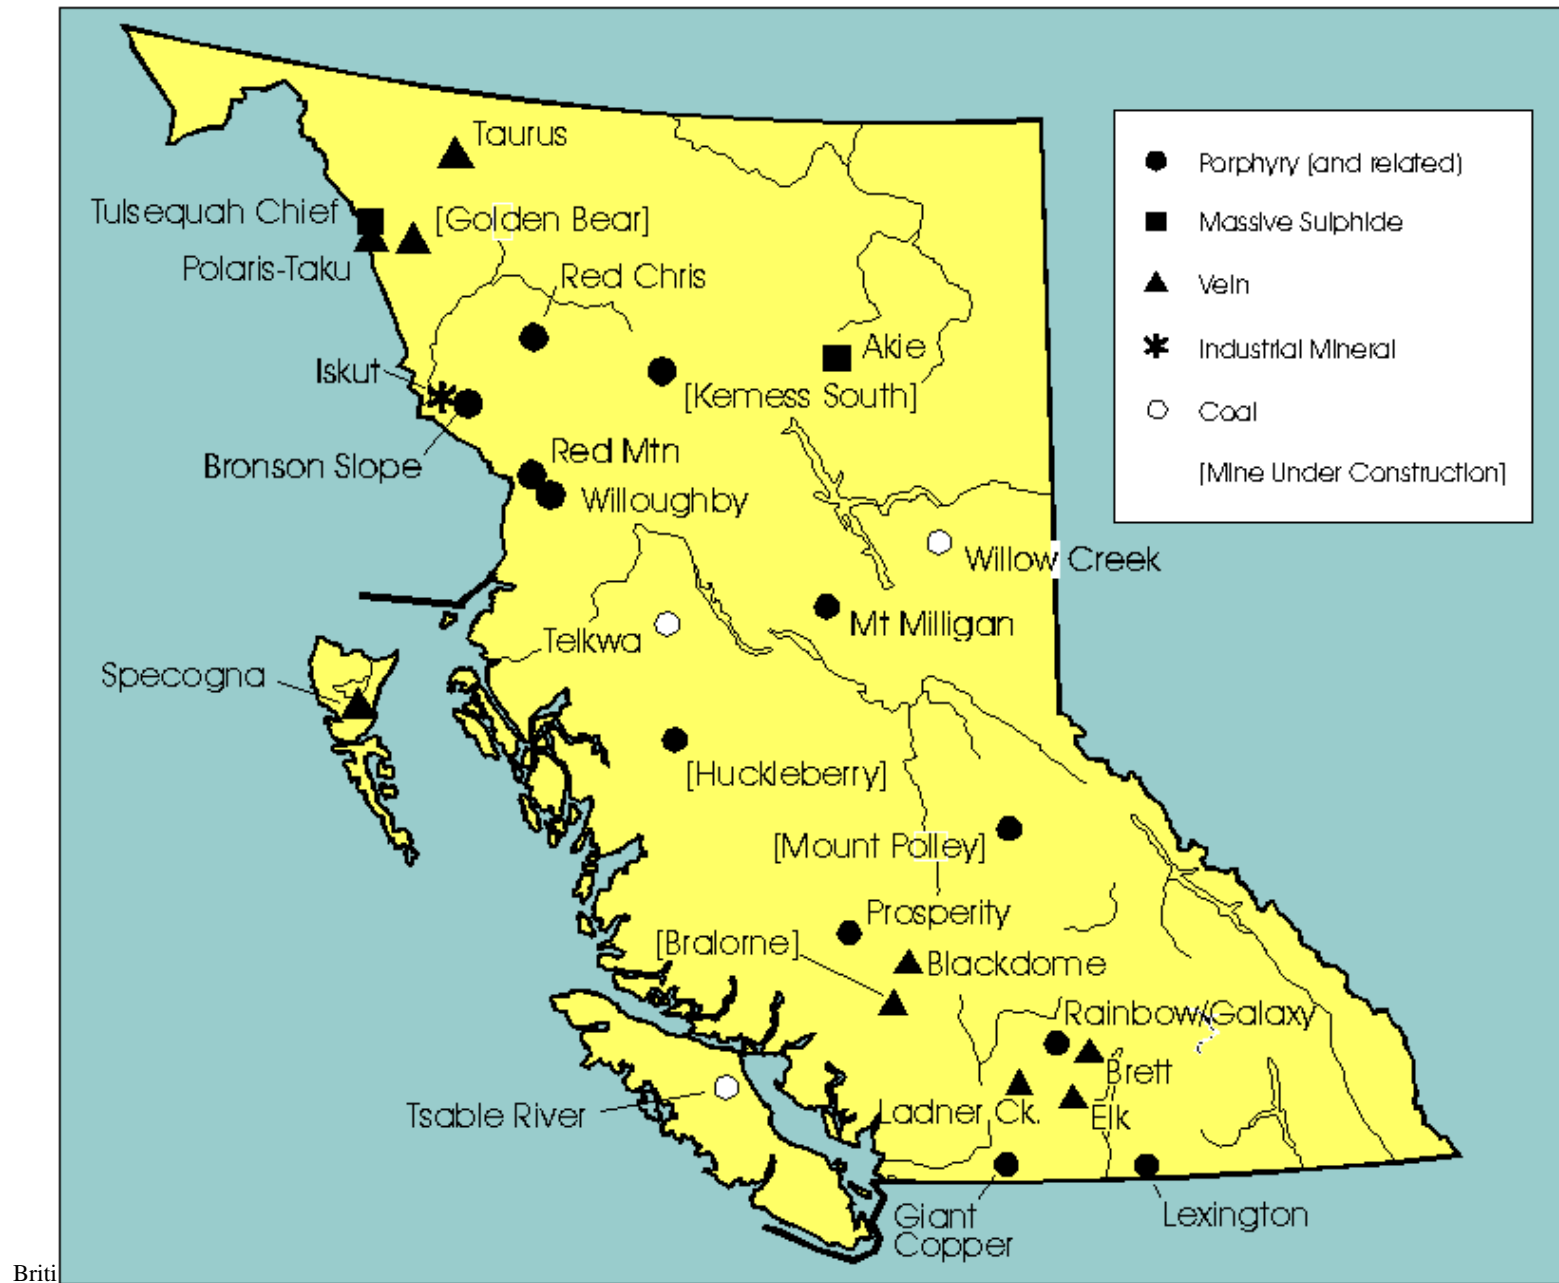 Taurus
Tulsequah Chief
[Golden Bear]
Polaris-Taku
Red Chris
Akie
Iskut
[Kemess South]
Bronson Slope
Red Mtn
Willoughby
Willow Creek
Mt Milligan
Telkwa
Specogna
[Huckleberry]
[Mount Polley]
Prosperity
[Bralorne]
Blackdome
Rainbow/Galaxy
Brett
Tsable River
Ladner Ck.
Elk
Giant
Copper
Lexington
Porphyry (and related)
Massive Sulphide
Vein
Industrial Mineral
Coal
[Mine Under Construction]
Briti